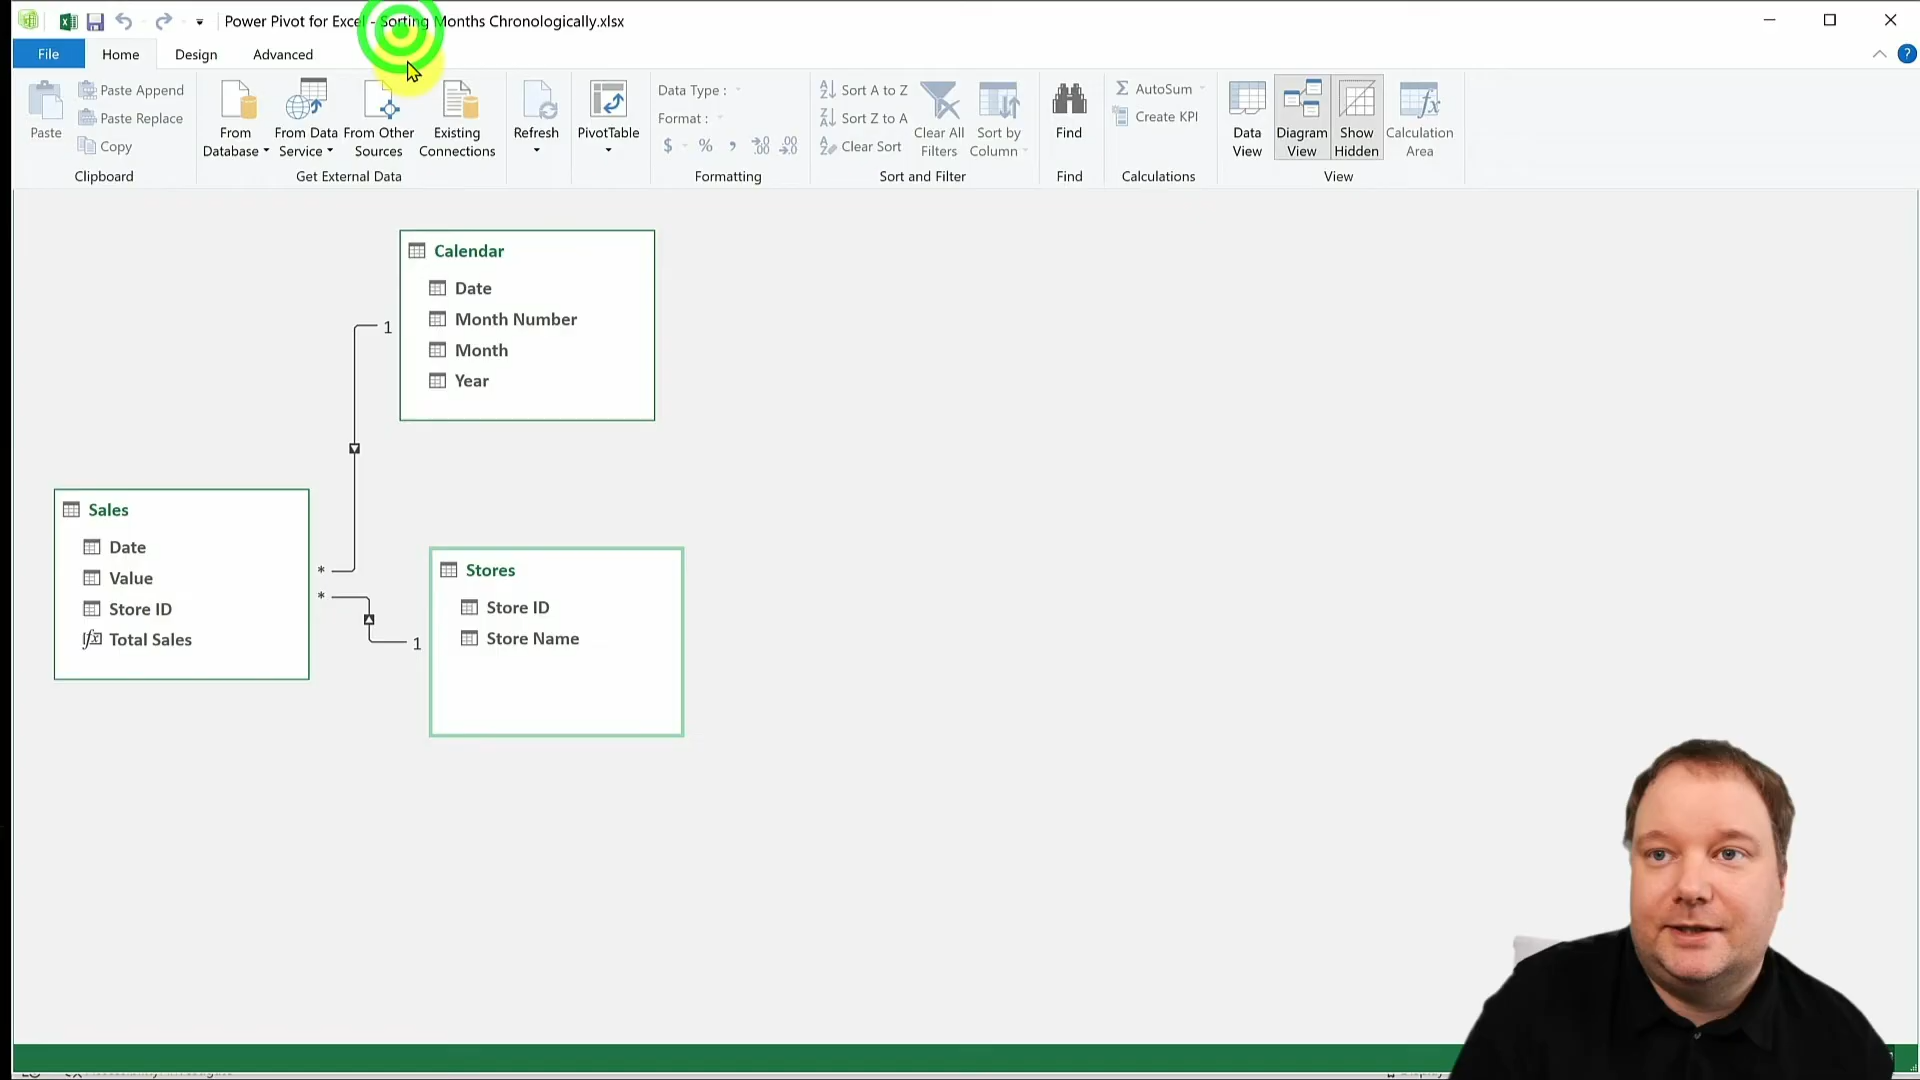 Power Pivot for Excel - Sorting Months Chronologically.xlsx
File
Home
Design
Advanced
?
Paste
Paste Append
Paste Replace
Copy
Clipboard
From
Database
From Data
Service
From Other
Sources
Existing
Connections
Get External Data
Refresh
PivotTable
Data Type :
Format :
$
%
,
Formatting
Sort A to Z
Sort Z to A
Clear Sort
Clear All
Filters
Sort by
Column
Sort and Filter
Find
Find
AutoSum
Create KPI
Calculations
Data
View
Diagram
View
Show
Hidden
Calculation
Area
View
Calendar
Date
Month Number
Month
Year
1
Sales
Date
Value
Store ID
Total Sales
*
*
1
Stores
Store ID
Store Name